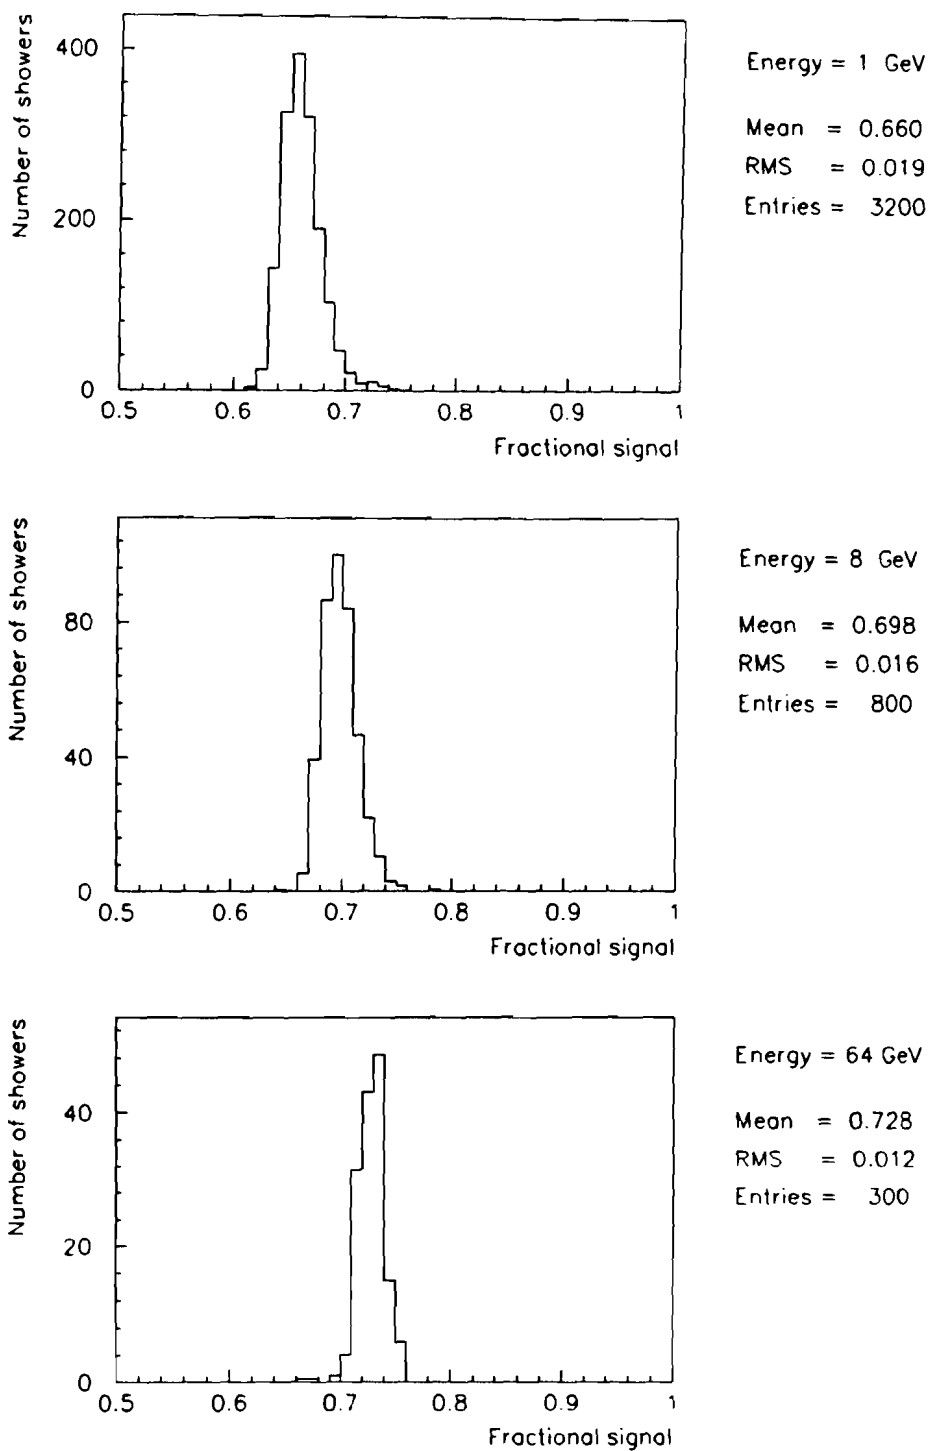 Number of showers
400
200
0
0.5 0.6 0.7 0.8 0.9 1
Fractional signal
Energy = 1 GeV
Mean = 0.660
RMS = 0.019
Entries = 3200
Number of showers
80
40
0
0.5 0.6 0.7 0.8 0.9 1
Fractional signal
Energy = 8 GeV
Mean = 0.698
RMS = 0.016
Entries = 800
Number of showers
40
20
0
0.5 0.6 0.7 0.8 0.9 1
Fractional signal
Energy = 64 GeV
Mean = 0.728
RMS = 0.012
Entries = 300